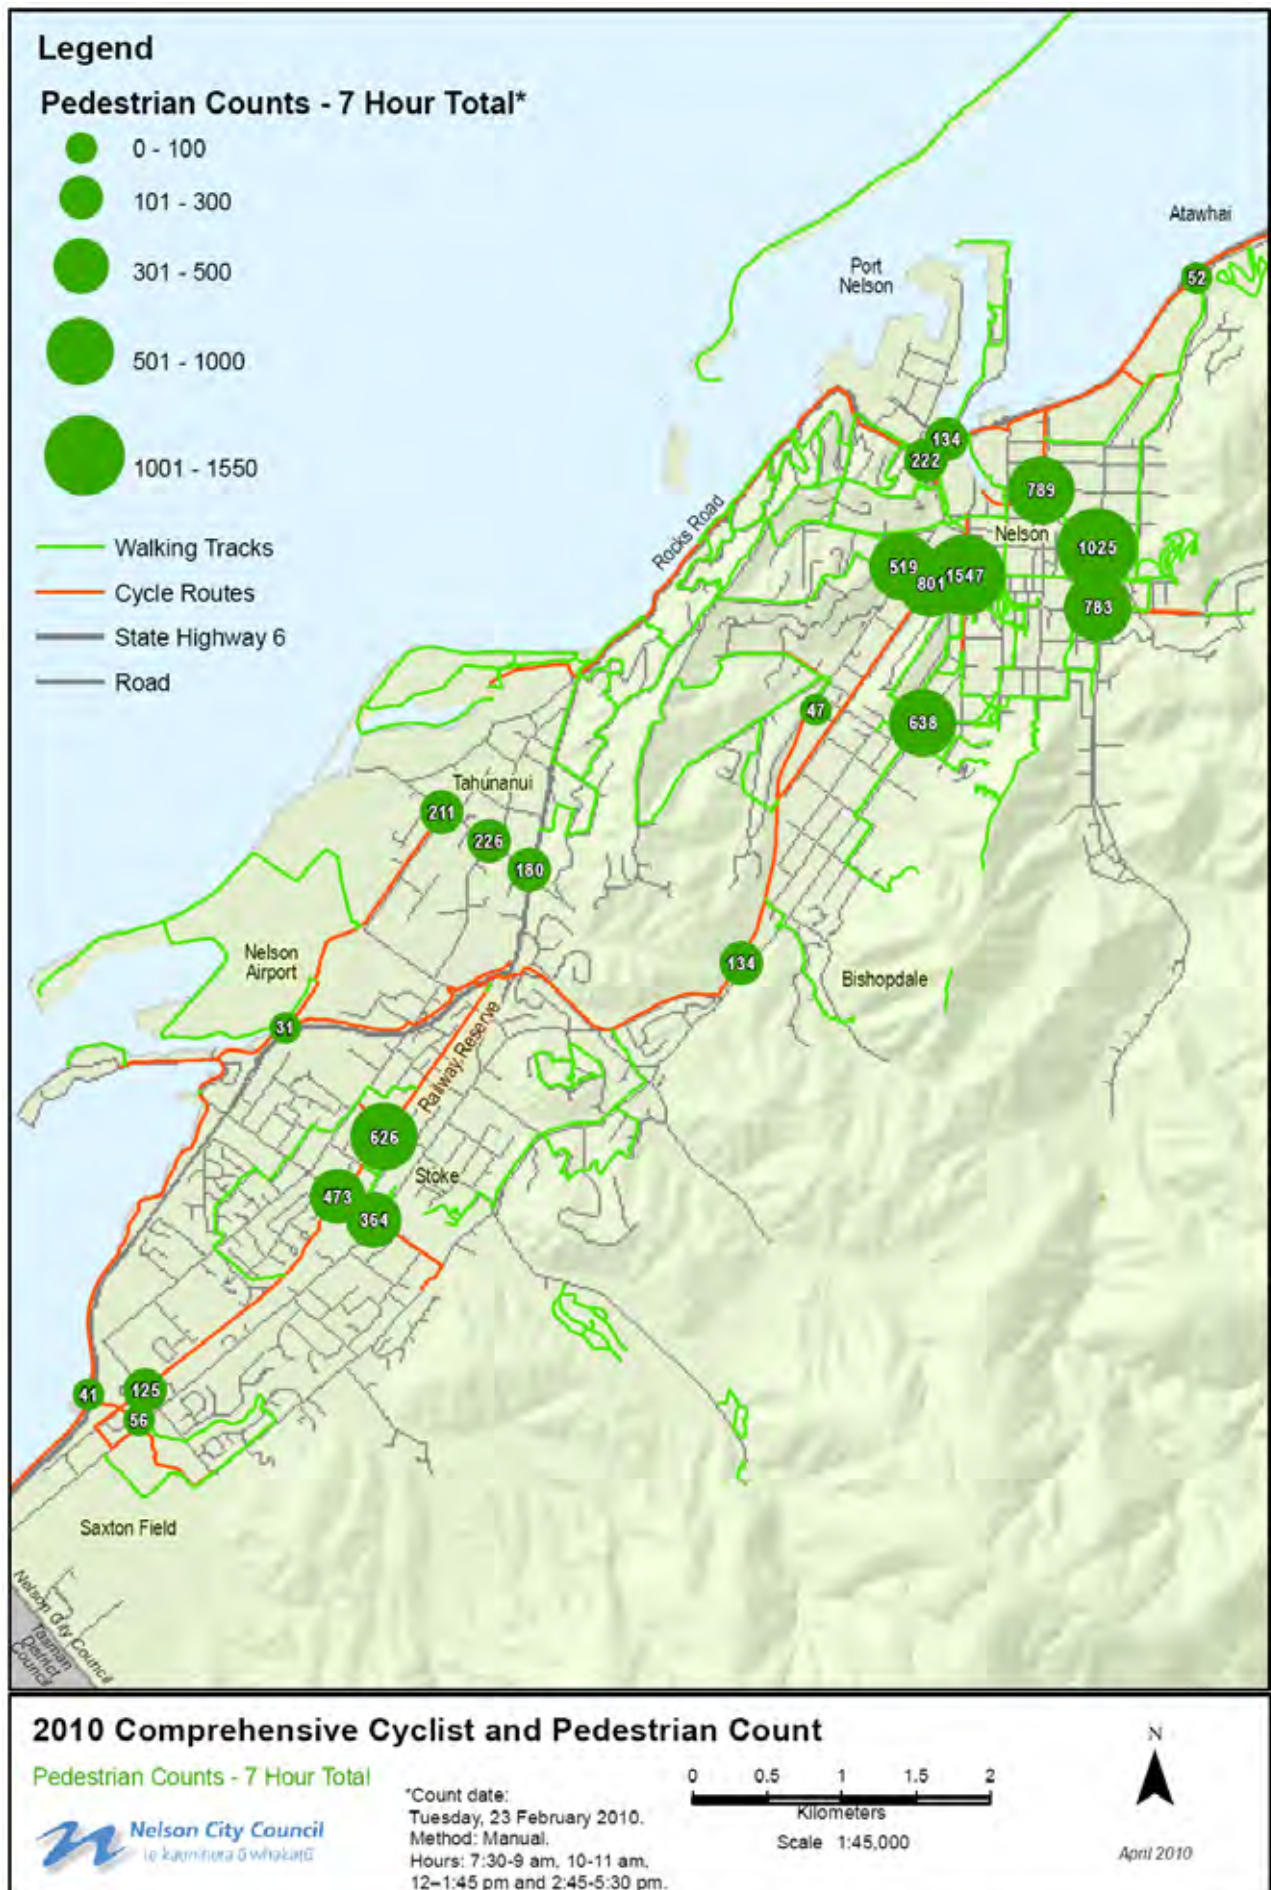 Legend
Pedestrian Counts - 7 Hour Total*
0 - 100
101 - 300
301 - 500
501 - 1000
1001 - 1550
Walking Tracks
Cycle Routes
State Highway 6
Road
Atawhai
52
Port
Nelson
134
222
789
Rocks Road
Nelson
1025
519
801
1547
783
47
638
Tahunanui
211
226
180
Nelson
Airport
134
Bishopdale
31
Railway Reserve
626
Stoke
473
364
41
125
56
Saxton Field
Nelson City Council
Tasman
District
Council
2010 Comprehensive Cyclist and Pedestrian Count
Pedestrian Counts - 7 Hour Total
Nelson City Council
te kaunihera ō whakatū
*Count date:
Tuesday, 23 February 2010.
Method: Manual.
Hours: 7:30-9 am, 10-11 am,
12–1:45 pm and 2:45-5:30 pm.
0 0.5 1 1.5 2
Kilometers
Scale 1:45,000
N
April 2010